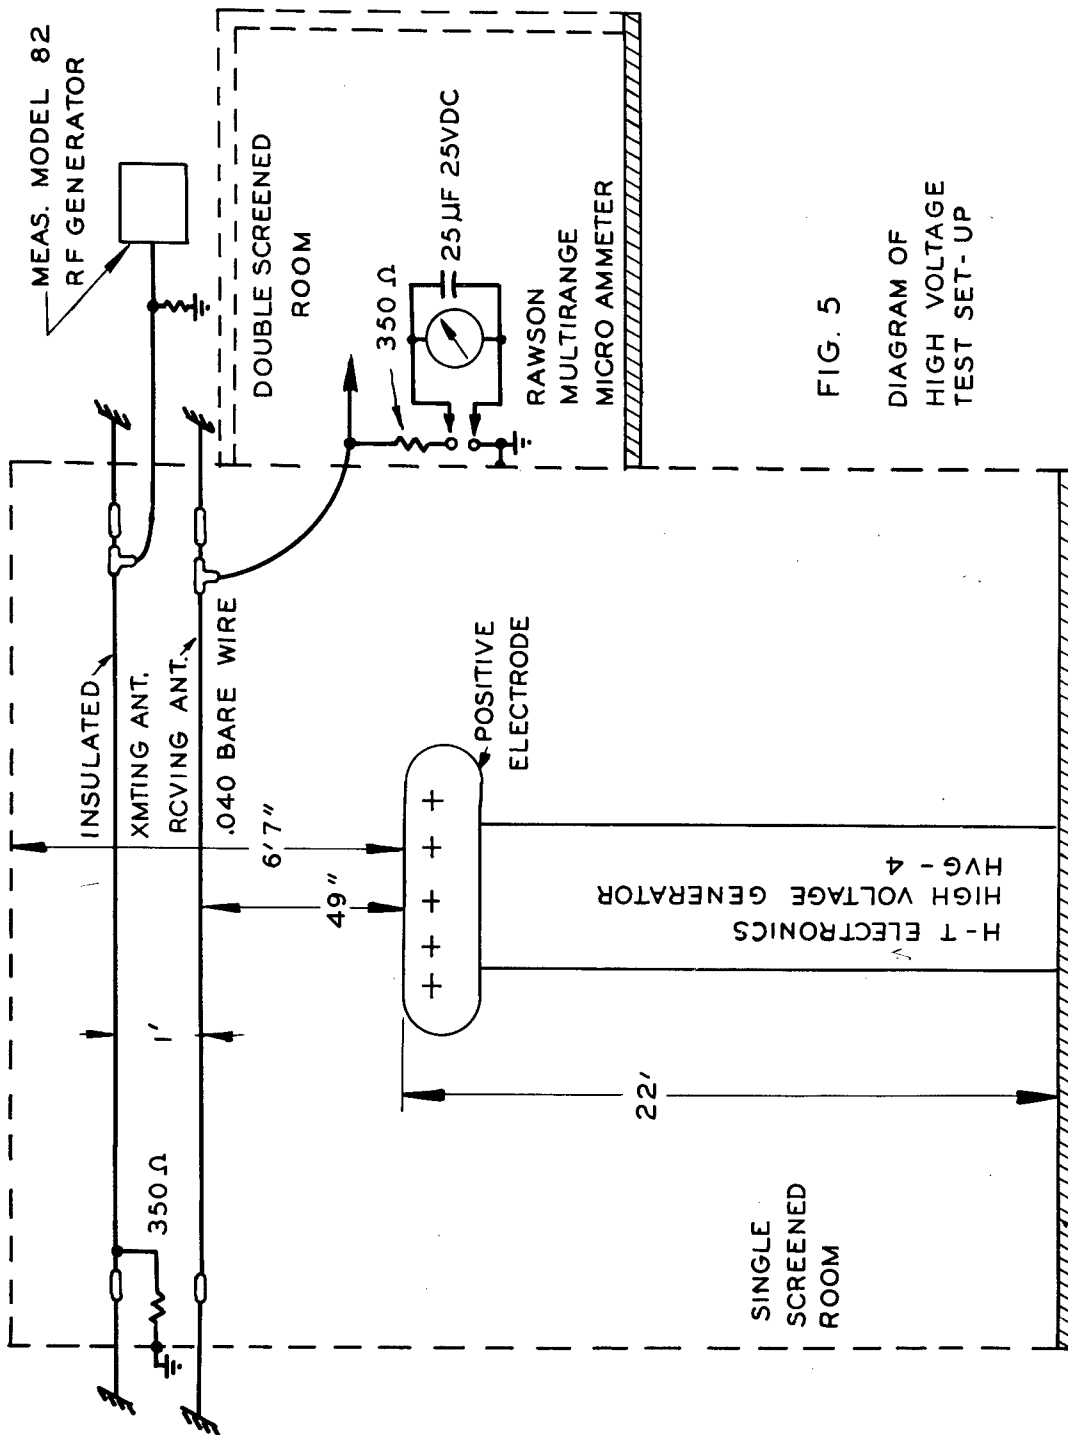 MEAS. MODEL 82
RF GENERATOR
INSULATED
XMTING ANT.
RCVING ANT.
.040 BARE WIRE
DOUBLE SCREENED
ROOM
350 Ω
25 µF 25VDC
RAWSON
MULTIRANGE
MICRO AMMETER
350 Ω
1'
6'7"
49"
POSITIVE
ELECTRODE
+ + + + +
22'
H-T ELECTRONICS
HIGH VOLTAGE GENERATOR
HVG - 4
SINGLE
SCREENED
ROOM
FIG. 5
DIAGRAM OF
HIGH VOLTAGE
TEST SET-UP